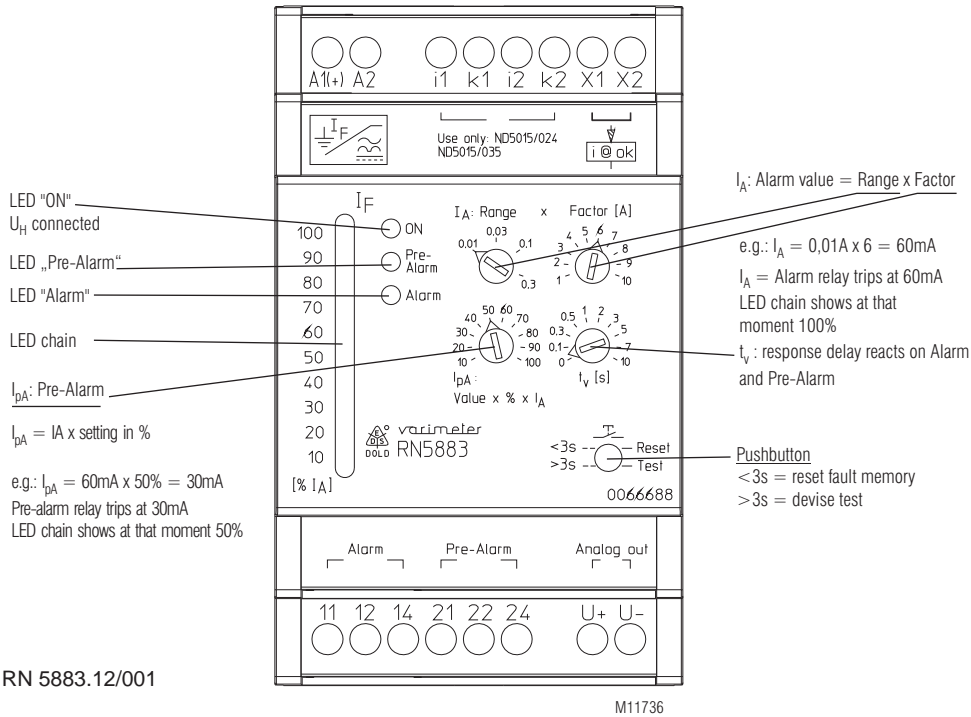 A1(+) A2 i1 k1 i2 k2 X1 X2
IF
Use only: ND5015/024
ND5015/035
i @ ok
LED "ON"
UH connected
LED „Pre-Alarm“
LED "Alarm"
LED chain
IpA: Pre-Alarm
IpA = IA x setting in %
e.g.: IpA = 60mA x 50% = 30mA
Pre-alarm relay trips at 30mA
LED chain shows at that moment 50%
IF
100
90
80
70
60
50
40
30
20
10
[% IA]
ON
Pre-
Alarm
Alarm
IA: Range x Factor [A]
0,01 0,03 0,1 0,3
1 2 3 4 5 6 7 8 9 10
10 20 30 40 50 60 70 80 90 100
0 0,1 0,3 0,5 1 2 3 5 7 10
IpA:
Value x % x IA
tv [s]
E D S
DOLD
varimeter
RN5883
<3s Reset
>3s Test
0066688
IA: Alarm value = Range x Factor
e.g.: IA = 0,01A x 6 = 60mA
IA = Alarm relay trips at 60mA
LED chain shows at that
moment 100%
tv : response delay reacts on Alarm
and Pre-Alarm
Pushbutton
<3s = reset fault memory
>3s = devise test
Alarm Pre-Alarm Analog out
11 12 14 21 22 24 U+ U-
RN 5883.12/001
M11736